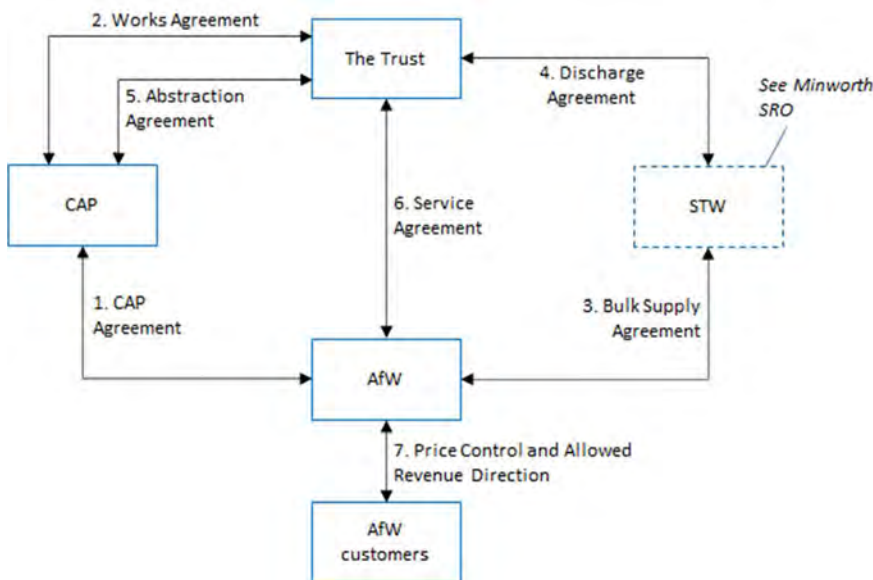 2. Works Agreement
The Trust
5. Abstraction
Agreement
4. Discharge
Agreement
See Minworth
SRO
CAP
6. Service
Agreement
STW
1. CAP
Agreement
3. Bulk Supply
Agreement
AfW
7. Price Control and Allowed
Revenue Direction
AfW
customers